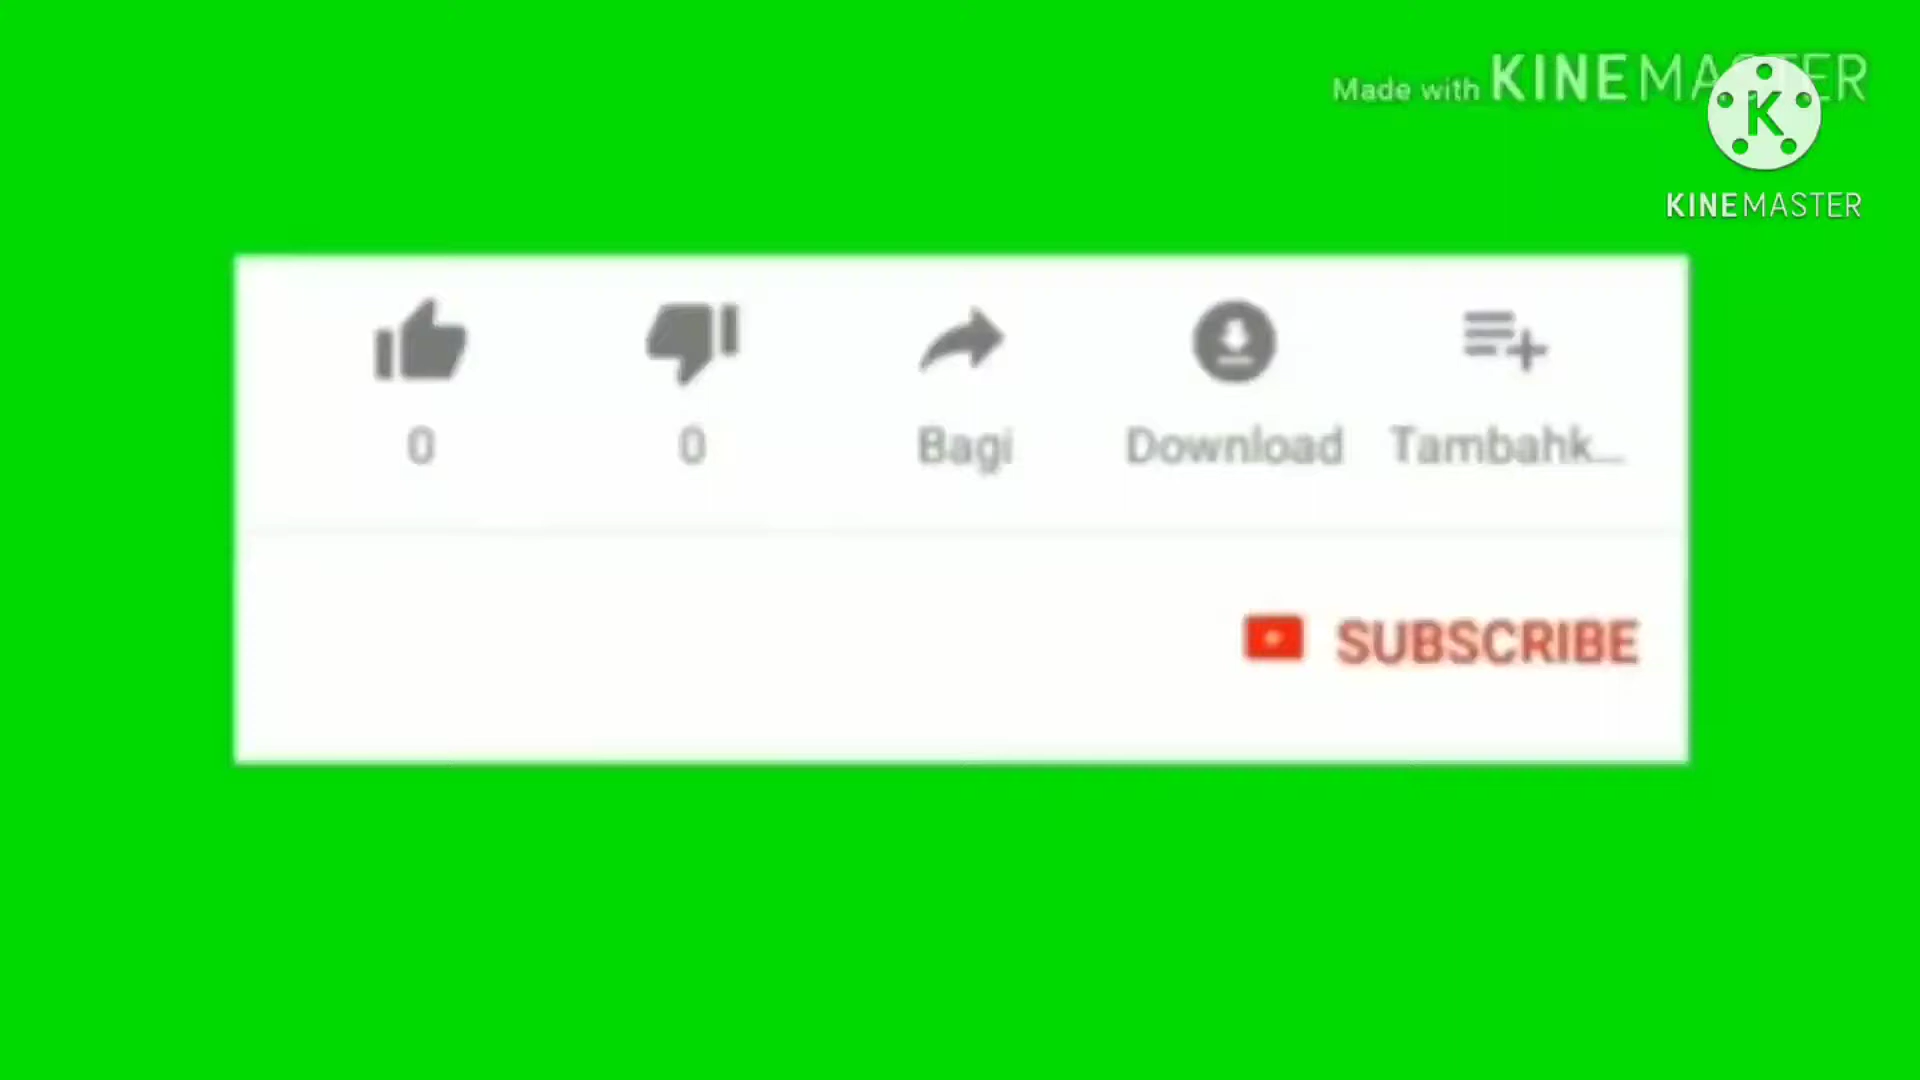 Made with KINEMASTER
K
KINEMASTER
0 0 Bagi Download Tambahk...
SUBSCRIBE